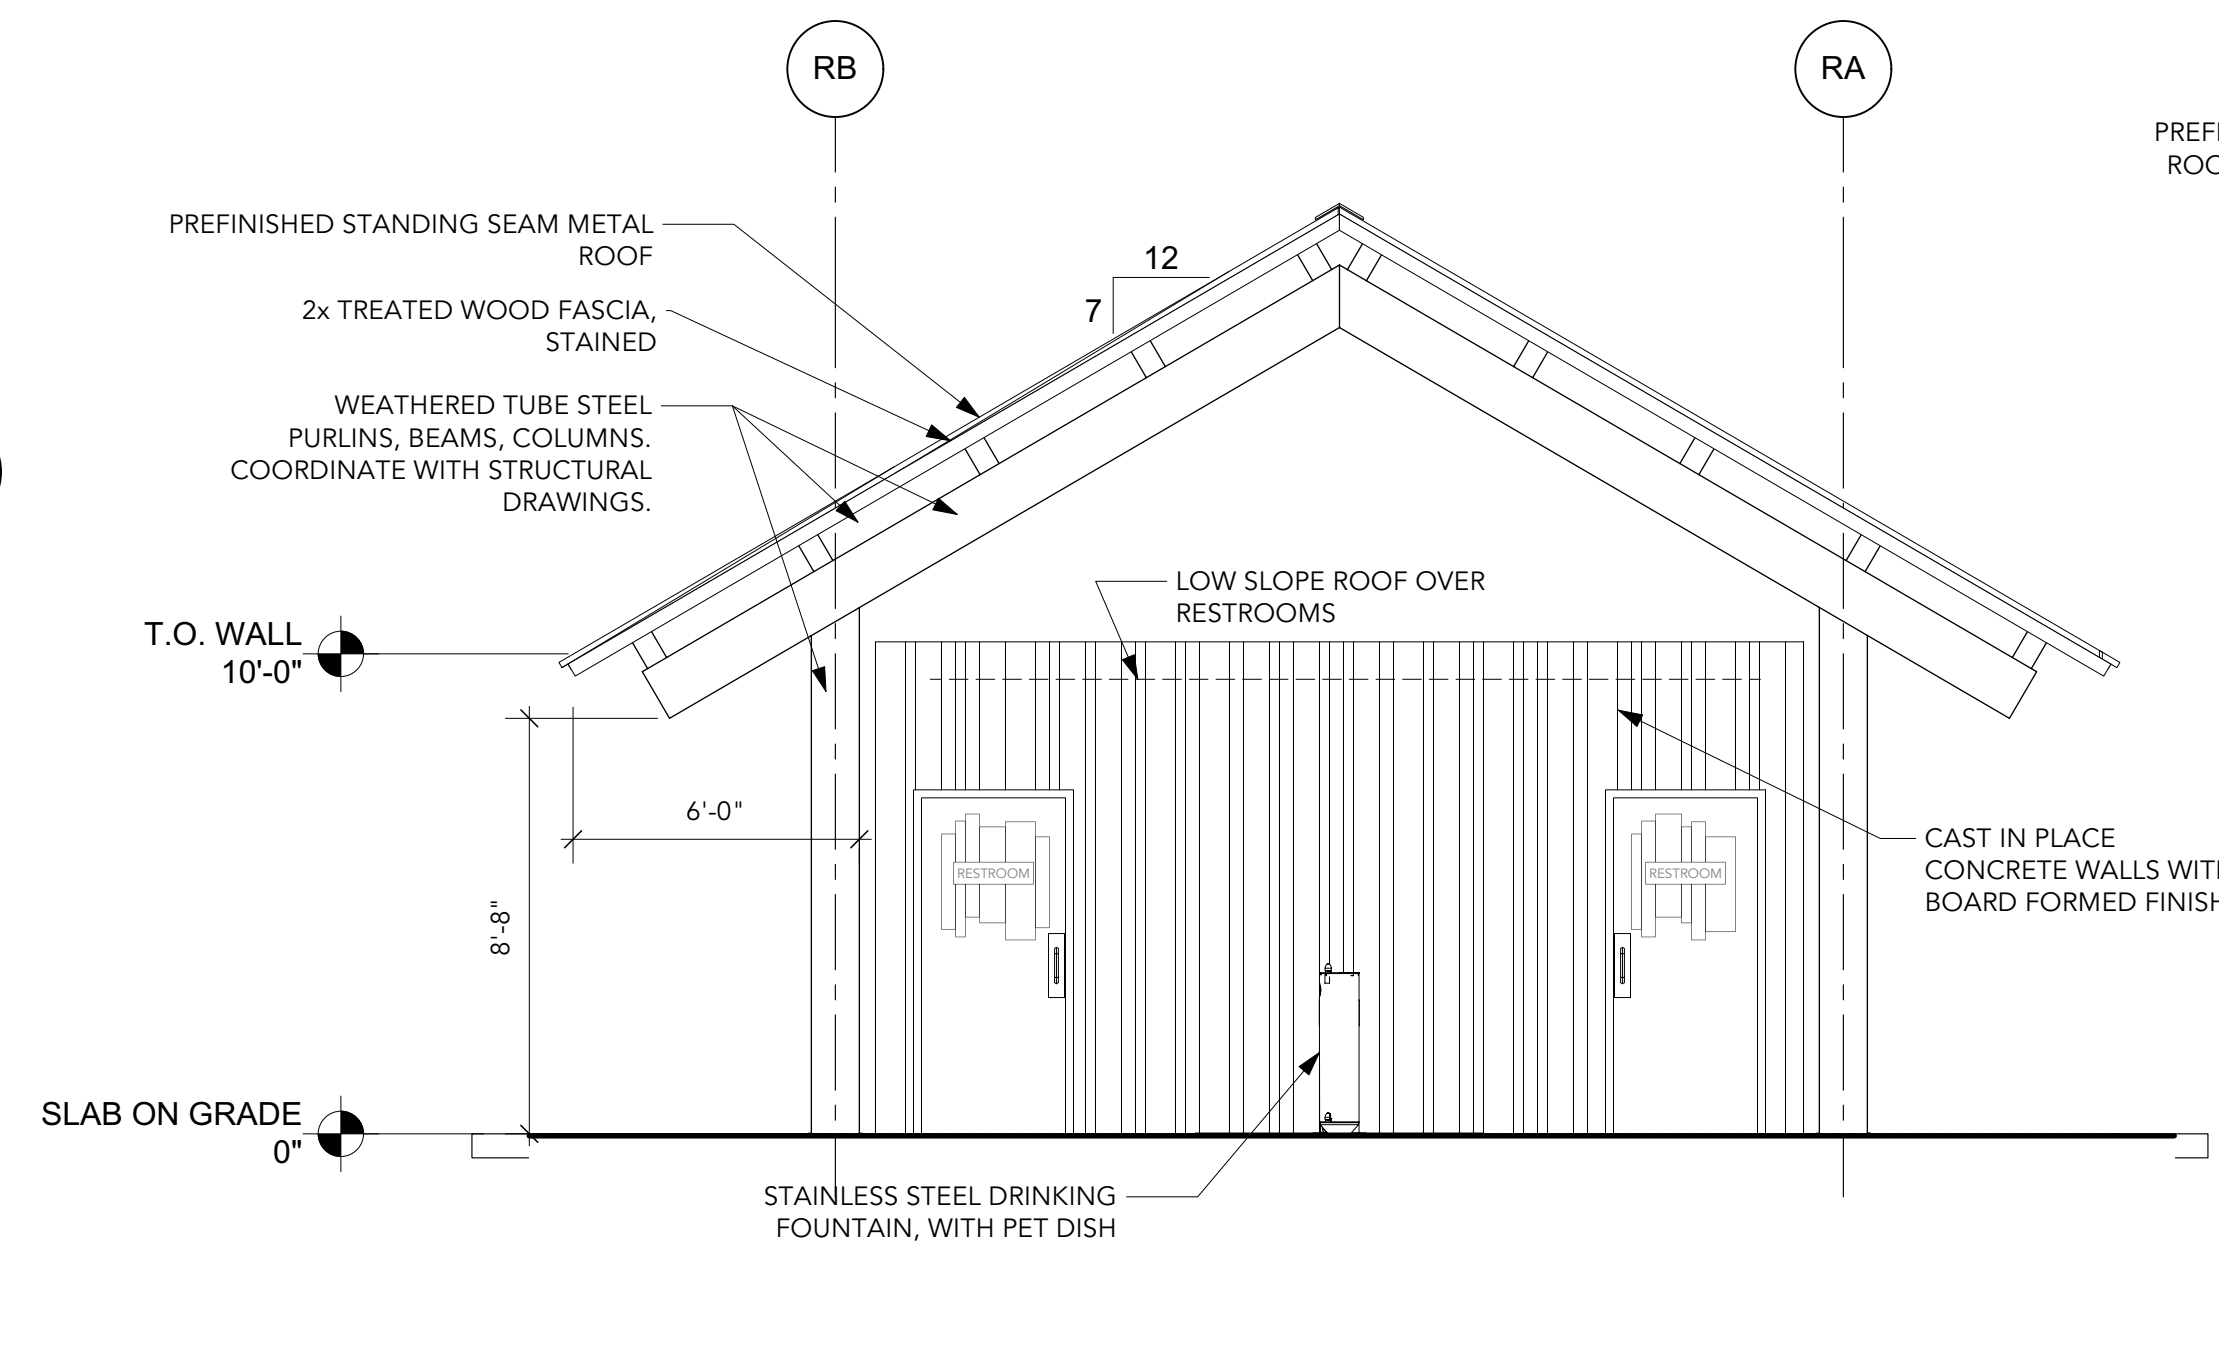 RB
RA
PREFI
ROO
PREFINISHED STANDING SEAM METAL
ROOF
12
7
2x TREATED WOOD FASCIA,
STAINED
WEATHERED TUBE STEEL
PURLINS, BEAMS, COLUMNS.
COORDINATE WITH STRUCTURAL
DRAWINGS.
LOW SLOPE ROOF OVER
RESTROOMS
T.O. WALL
10'-0"
6'-0"
8'-8"
RESTROOM
RESTROOM
CAST IN PLACE
CONCRETE WALLS WITH
BOARD FORMED FINISH
SLAB ON GRADE
0"
STAINLESS STEEL DRINKING
FOUNTAIN, WITH PET DISH